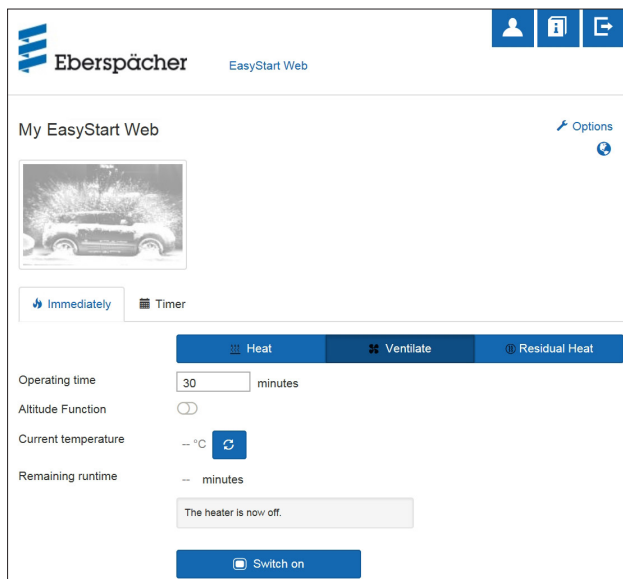 Eberspächer
EasyStart Web
My EasyStart Web
Options
Immediately
Timer
Heat
Ventilate
Residual Heat
Operating time
30 minutes
Altitude Function
Current temperature
-- °C
Remaining runtime
-- minutes
The heater is now off.
Switch on